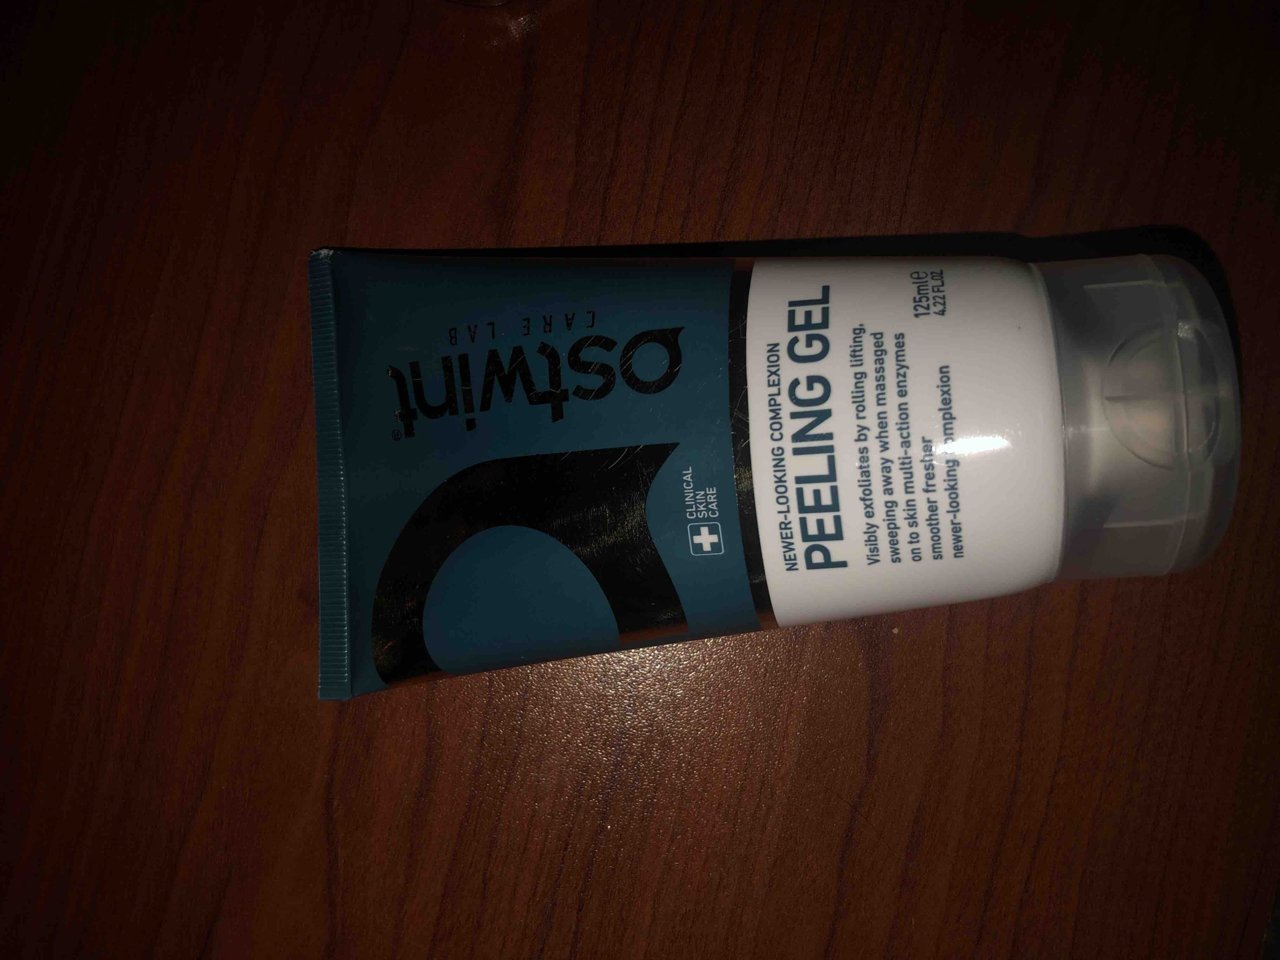 ostwint®
CARE LAB
CLINICAL
SKIN
CARE
NEWER-LOOKING COMPLEXION
PEELING GEL
Visibly exfoliates by rolling lifting,
sweeping away when massaged
on to skin multi-action enzymes
smoother fresher
newer-looking omplexion
125ml℮
4.22 FL.OZ